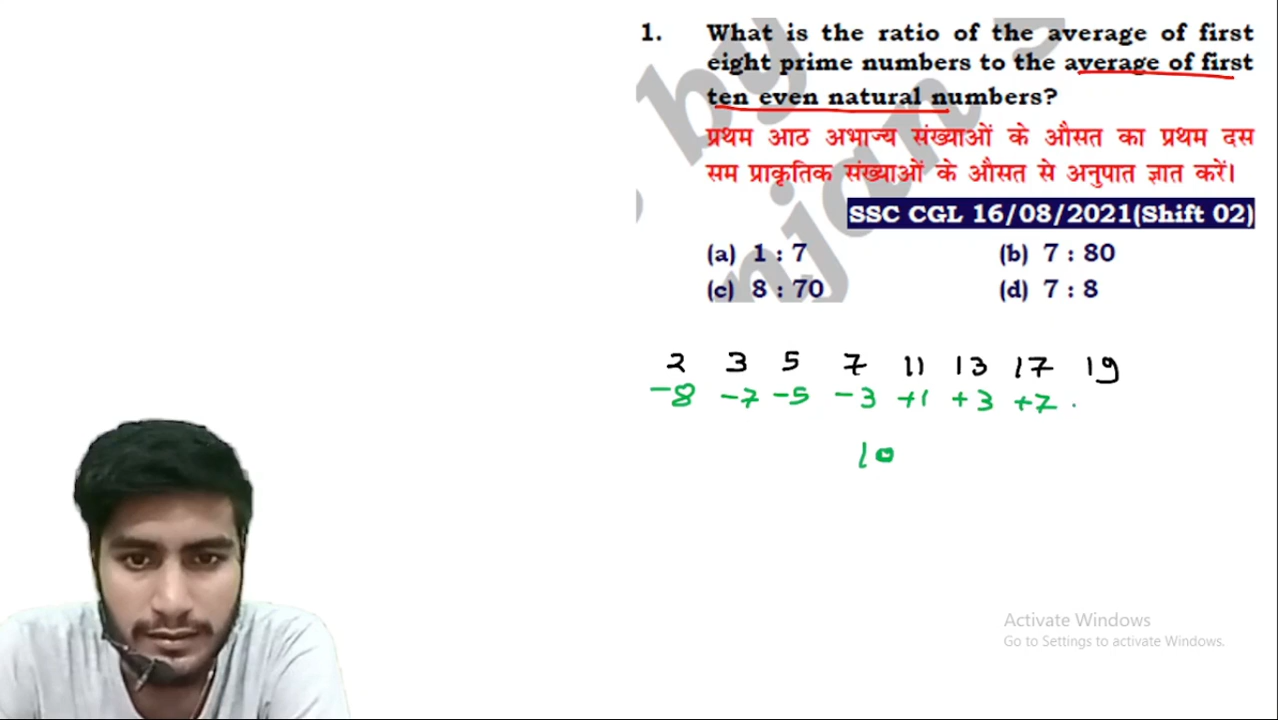 1. What is the ratio of the average of first
eight prime numbers to the average of first
ten even natural numbers?
प्रथम आठ अभाज्य संख्याओं के औसत का प्रथम दस
सम प्राकृतिक संख्याओं के औसत से अनुपात ज्ञात करें।
SSC CGL 16/08/2021(Shift 02)
(a) 1 : 7 (b) 7 : 80
(c) 8 : 70 (d) 7 : 8
2 3 5 7 11 13 17 19
-8 -7 -5 -3 +1 +3 +7 .
10
Activate Windows
Go to Settings to activate Windows.